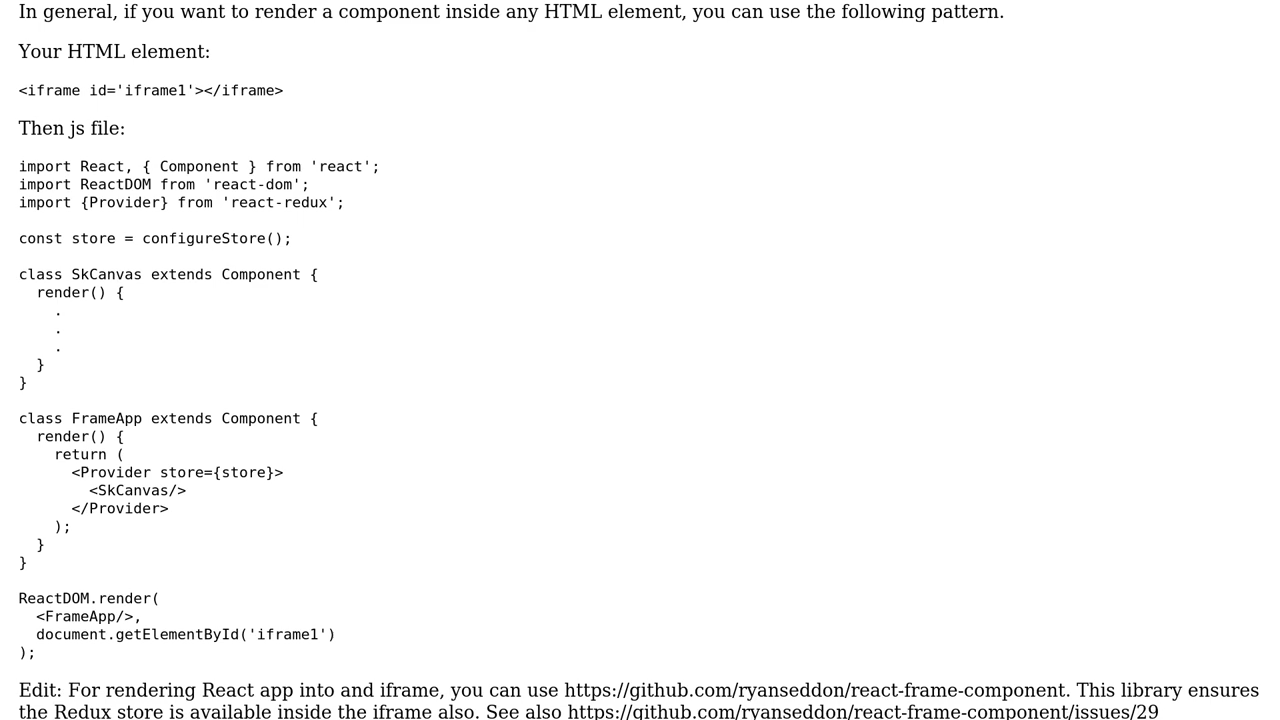 In general, if you want to render a component inside any HTML element, you can use the following pattern.
Your HTML element:
<iframe id='iframe1'></iframe>
Then js file:
import React, { Component } from 'react';
import ReactDOM from 'react-dom';
import {Provider} from 'react-redux';
const store = configureStore();
class SkCanvas extends Component {
  render() {
    .
    .
    .
  }
}
class FrameApp extends Component {
  render() {
    return (
      <Provider store={store}>
        <SkCanvas/>
      </Provider>
    );
  }
}
ReactDOM.render(
  <FrameApp/>,
  document.getElementById('iframe1')
);
Edit: For rendering React app into and iframe, you can use https://github.com/ryanseddon/react-frame-component. This library ensures
the Redux store is available inside the iframe also. See also https://github.com/ryanseddon/react-frame-component/issues/29